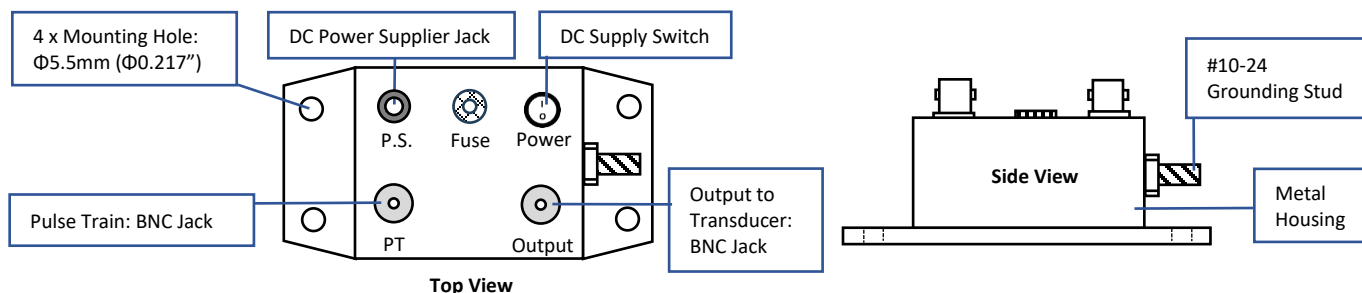 4 x Mounting Hole:
Φ5.5mm (Φ0.217”)
DC Power Supplier Jack
DC Supply Switch
#10-24
Grounding Stud
I
O
P.S.
Fuse
Power
Pulse Train: BNC Jack
PT
Output
Output to
Transducer:
BNC Jack
Top View
Side View
Metal
Housing